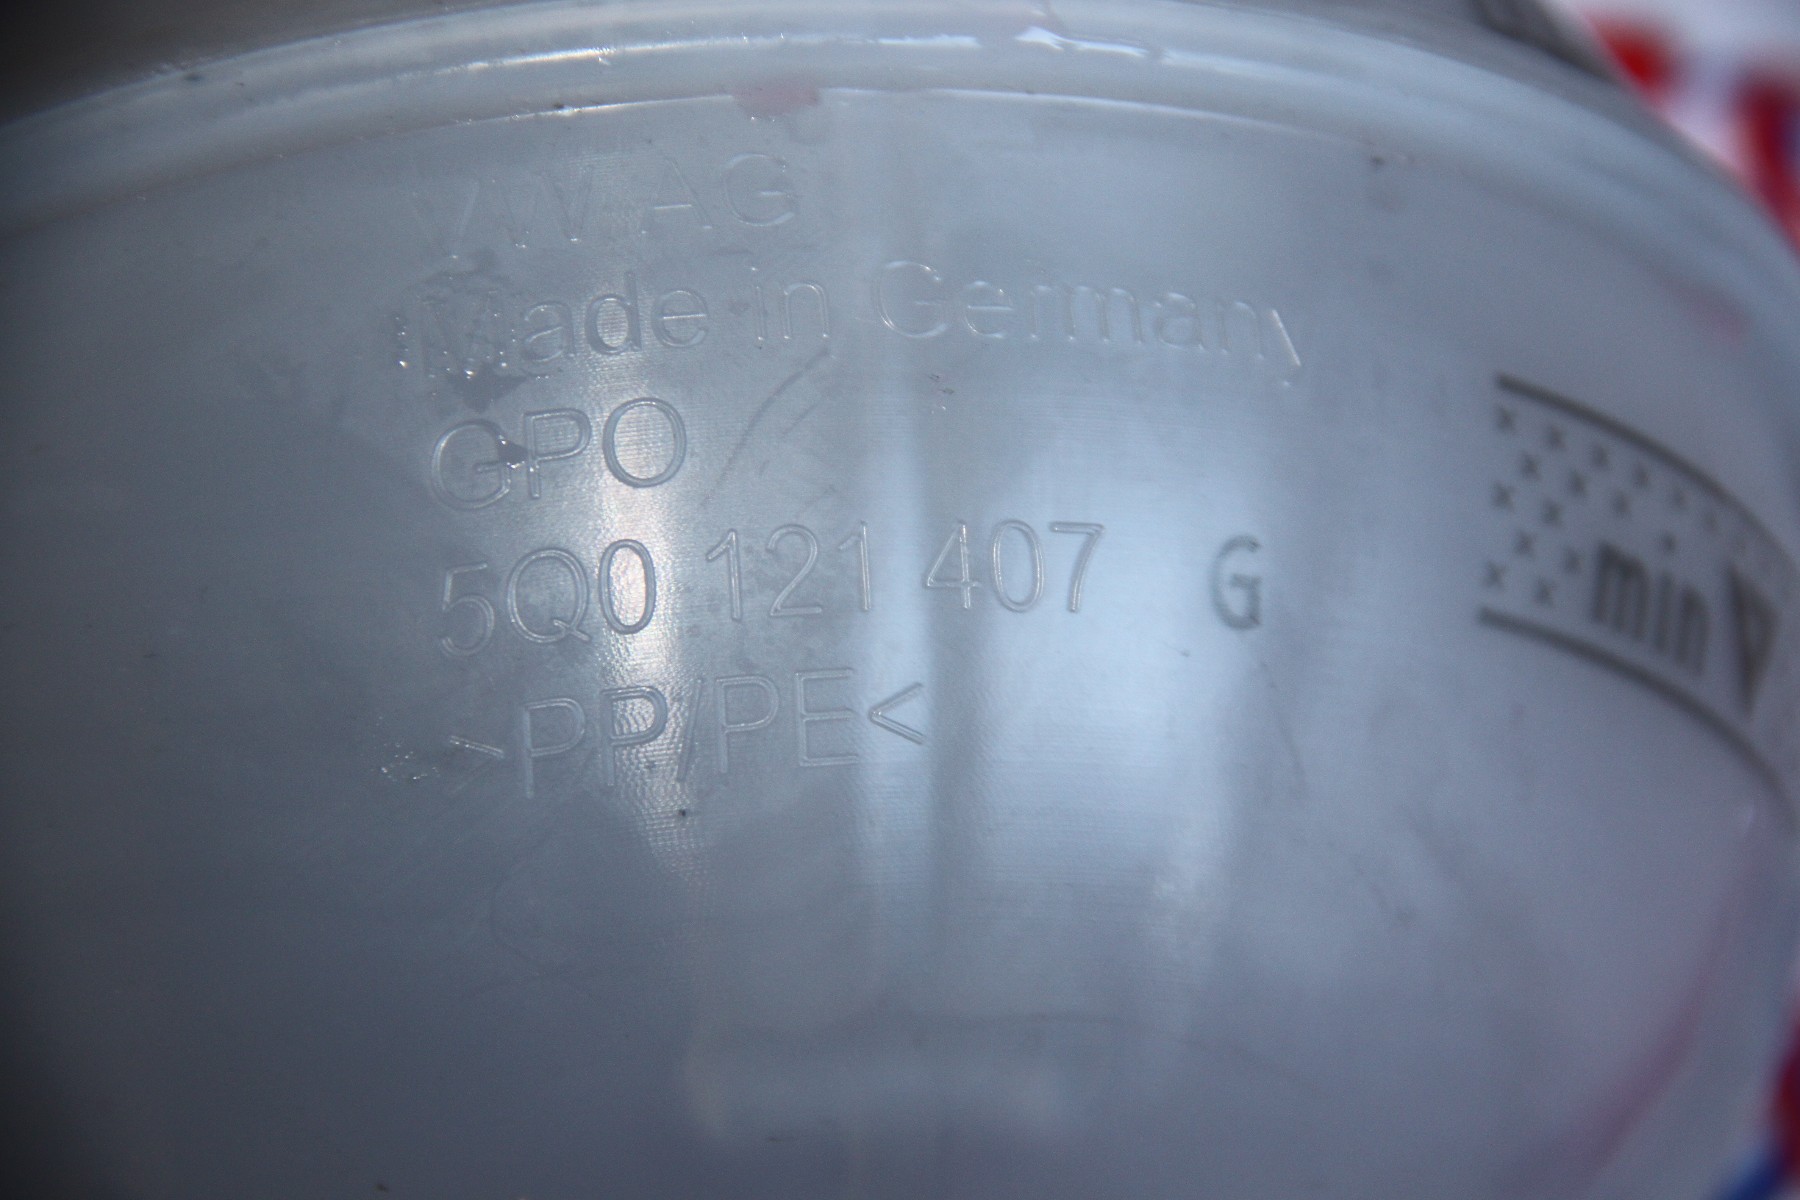 VW AG
Made in Germany
GPO
5Q0 121 407 G
>PP/PE<
min